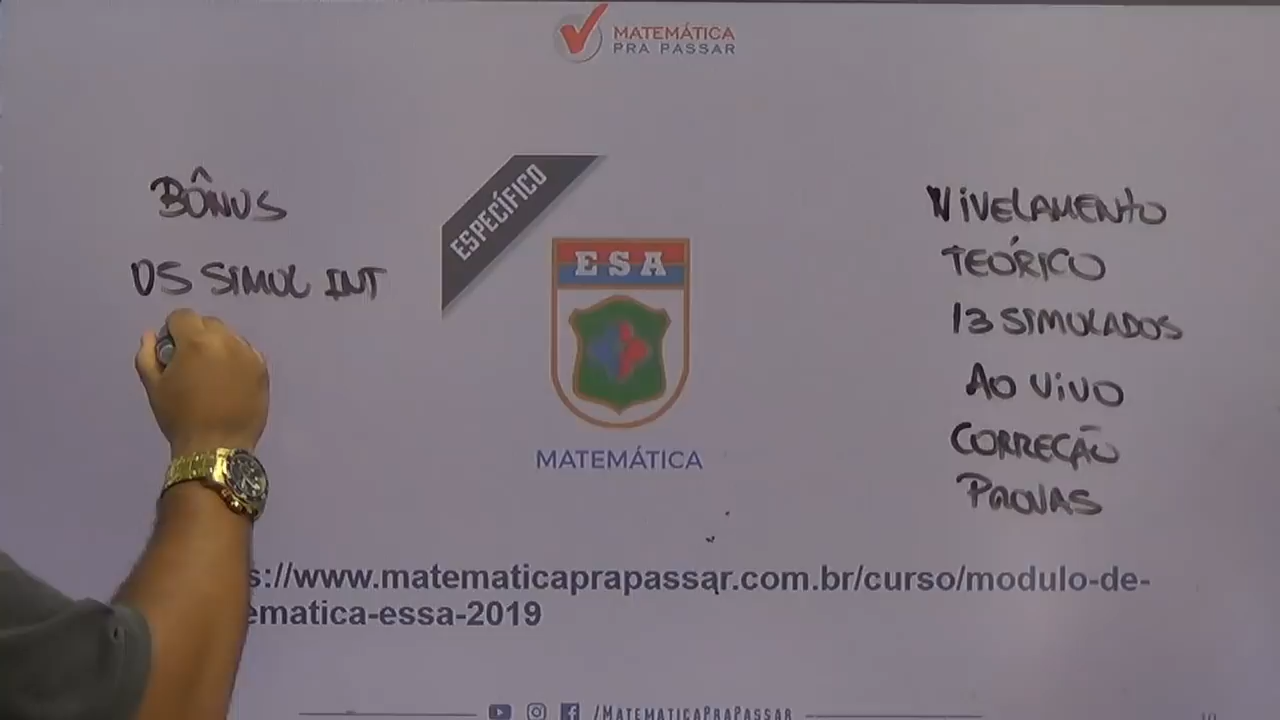 MATEMÁTICA
PRA PASSAR
BÔNUS
05 SIMUL INT
ESPECÍFICO
ESA
MATEMÁTICA
NIVELAMENTO
TEÓRICO
13 SIMULADOS
AO VIVO
CORREÇÃO
PROVAS
s://www.matematicaprapassar.com.br/curso/modulo-de-
ematica-essa-2019
/MATEMATICAPRAPASSAR